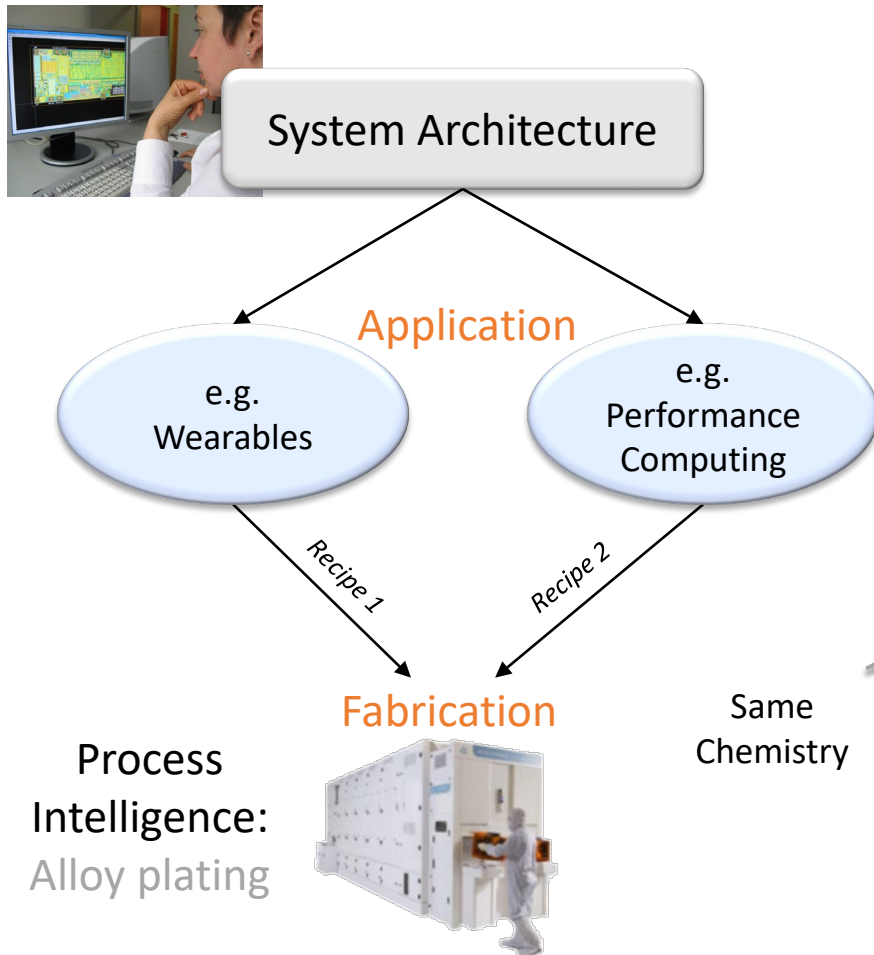 System Architecture
Application
e.g.
Wearables
e.g.
Performance
Computing
Recipe 1
Recipe 2
Fabrication
Same
Chemistry
Process
Intelligence:
Alloy plating